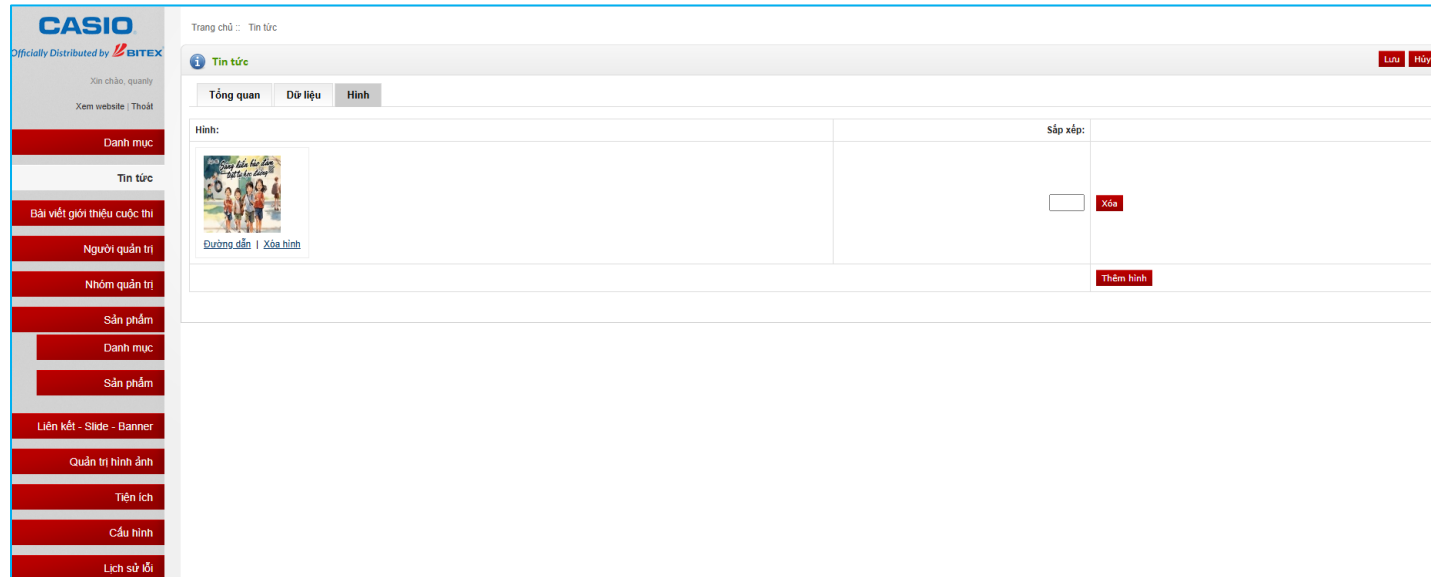 CASIO
Officially Distributed by BITEX
Xin chào, quanly
Xem website | Thoát
Danh mục
Tin tức
Bài viết giới thiệu cuộc thi
Người quản trị
Nhóm quản trị
Sản phẩm
Danh mục
Sản phẩm
Liên kết - Slide - Banner
Quản trị hình ảnh
Tiện ích
Cấu hình
Lịch sử lỗi
Trang chủ :: Tin tức
Tin tức
Lưu Hủy
Tổng quan Dữ liệu Hình
Hình: Sắp xếp:
Đường dẫn | Xóa hình
Xóa
Thêm hình